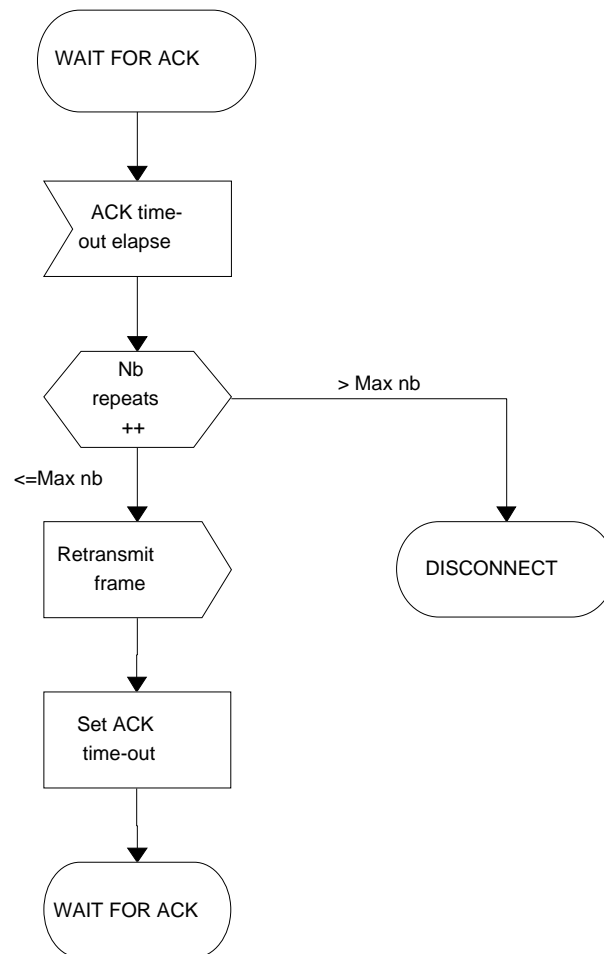 WAIT FOR ACK
ACK time-
out elapse
Nb
repeats
++
> Max nb
<=Max nb
Retransmit
frame
DISCONNECT
Set ACK
time-out
WAIT FOR ACK